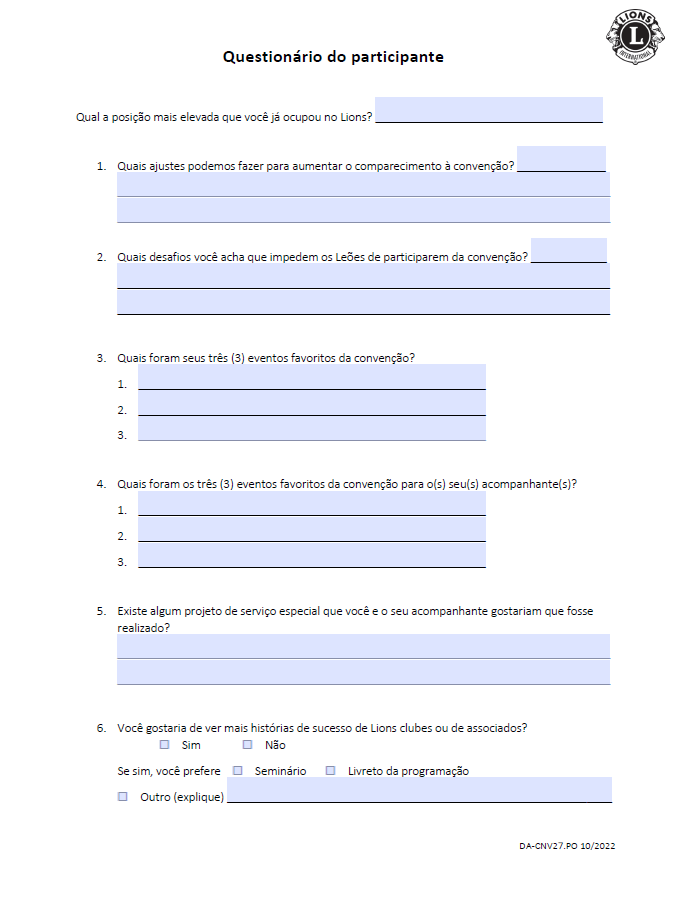 LIONS
L
INTERNATIONAL
Questionário do participante
Qual a posição mais elevada que você já ocupou no Lions?
1. Quais ajustes podemos fazer para aumentar o comparecimento à convenção?
2. Quais desafios você acha que impedem os Leões de participarem da convenção?
3. Quais foram seus três (3) eventos favoritos da convenção?
1.
2.
3.
4. Quais foram os três (3) eventos favoritos da convenção para o(s) seu(s) acompanhante(s)?
1.
2.
3.
5. Existe algum projeto de serviço especial que você e o seu acompanhante gostariam que fosse
realizado?
6. Você gostaria de ver mais histórias de sucesso de Lions clubes ou de associados?
Sim Não
Se sim, você prefere Seminário Livreto da programação
Outro (explique)
DA-CNV27.PO 10/2022